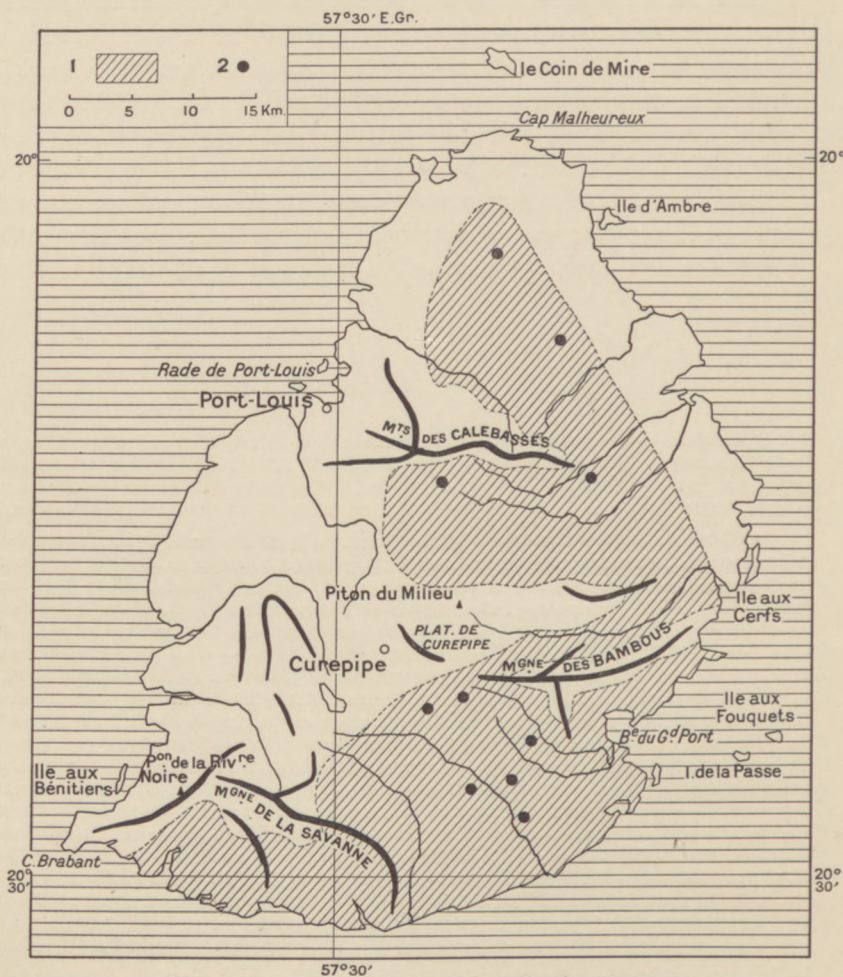 57°30' E.Gr.
1
2
0 5 10 15 Km.
le Coin de Mire
Cap Malheureux
20°
20°
Ile d'Ambre
Rade de Port-Louis
Port-Louis
MTS DES CALEBASSES
Piton du Milieu
Ile aux
Cerfs
PLAT. DE
CUREPIPE
Curepipe
MGNE DES BAMBOUS
Ile aux
Fouquets
Be. du Gd Port
Pon de la Rivre
Noire
Ile aux
Bénitiers
I. de la Passe
MGNE DE LA SAVANNE
C. Brabant
20°
30'
20°
30'
57°30'